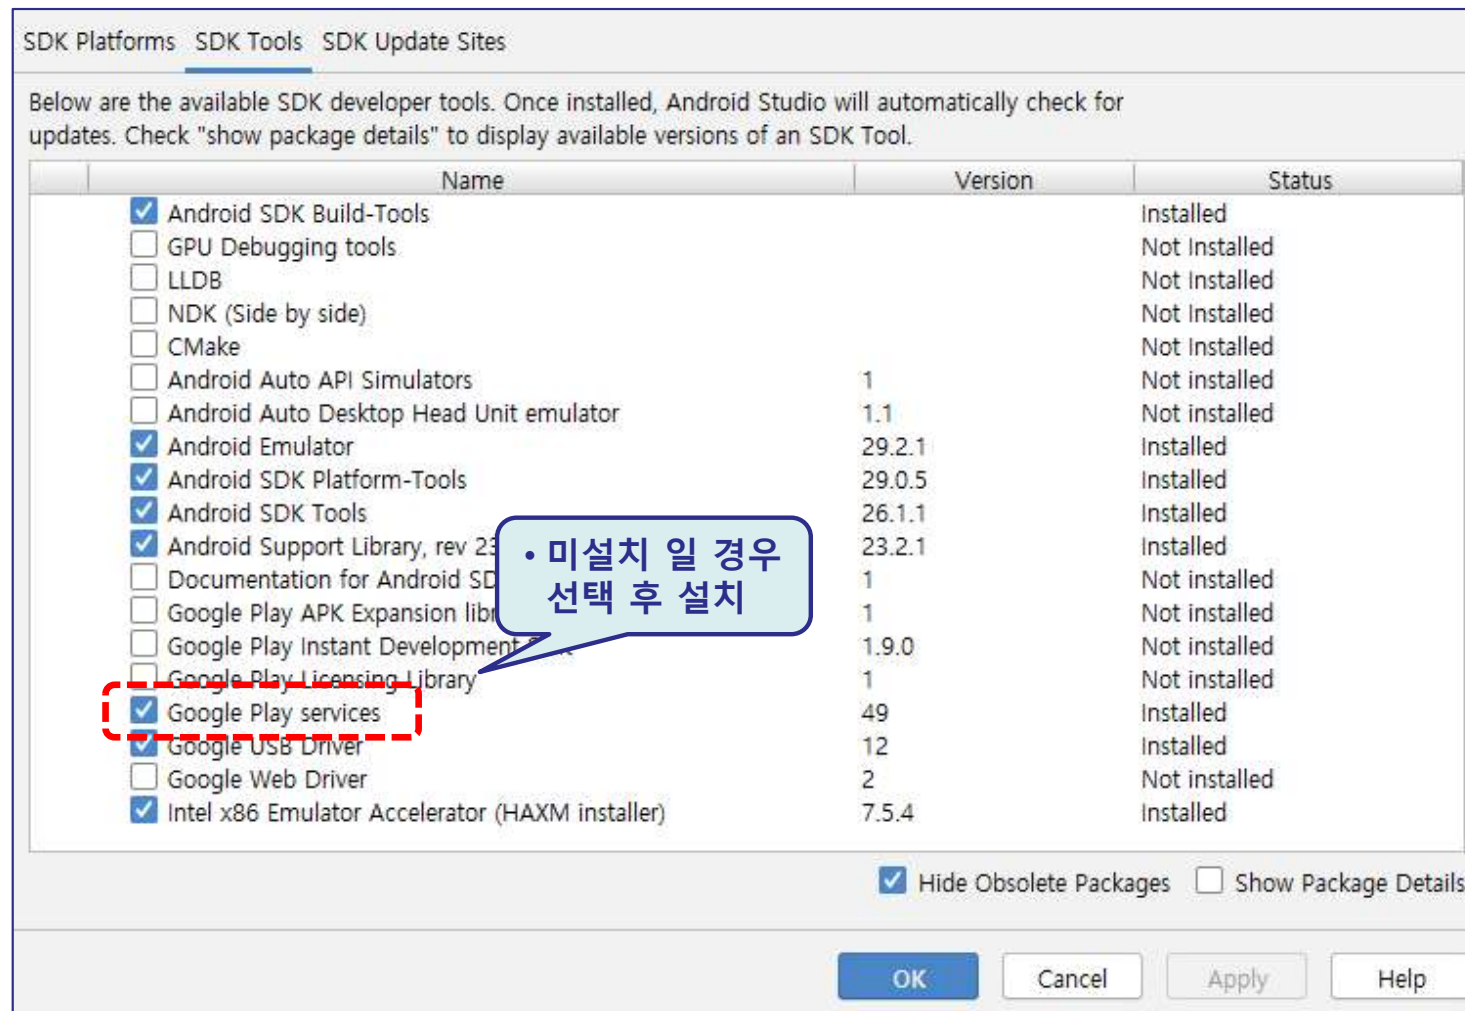 SDK Platforms SDK Tools SDK Update Sites
Below are the available SDK developer tools. Once installed, Android Studio will automatically check for
updates. Check "show package details" to display available versions of an SDK Tool.
Name Version Status
Android SDK Build-Tools Installed
GPU Debugging tools Not Installed
LLDB Not Installed
NDK (Side by side) Not Installed
CMake Not Installed
Android Auto API Simulators 1 Not installed
Android Auto Desktop Head Unit emulator 1.1 Not installed
Android Emulator 29.2.1 Installed
Android SDK Platform-Tools 29.0.5 Installed
Android SDK Tools 26.1.1 Installed
Android Support Library, rev 23 23.2.1 Installed
• 미설치 일 경우
선택 후 설치
Documentation for Android SD 1 Not installed
Google Play APK Expansion libr 1 Not installed
Google Play Instant Development 1.9.0 Not installed
Google Play Licensing Library 1 Not installed
Google Play services 49 Installed
Google USB Driver 12 Installed
Google Web Driver 2 Not installed
Intel x86 Emulator Accelerator (HAXM installer) 7.5.4 Installed
Hide Obsolete Packages Show Package Details
OK Cancel Apply Help